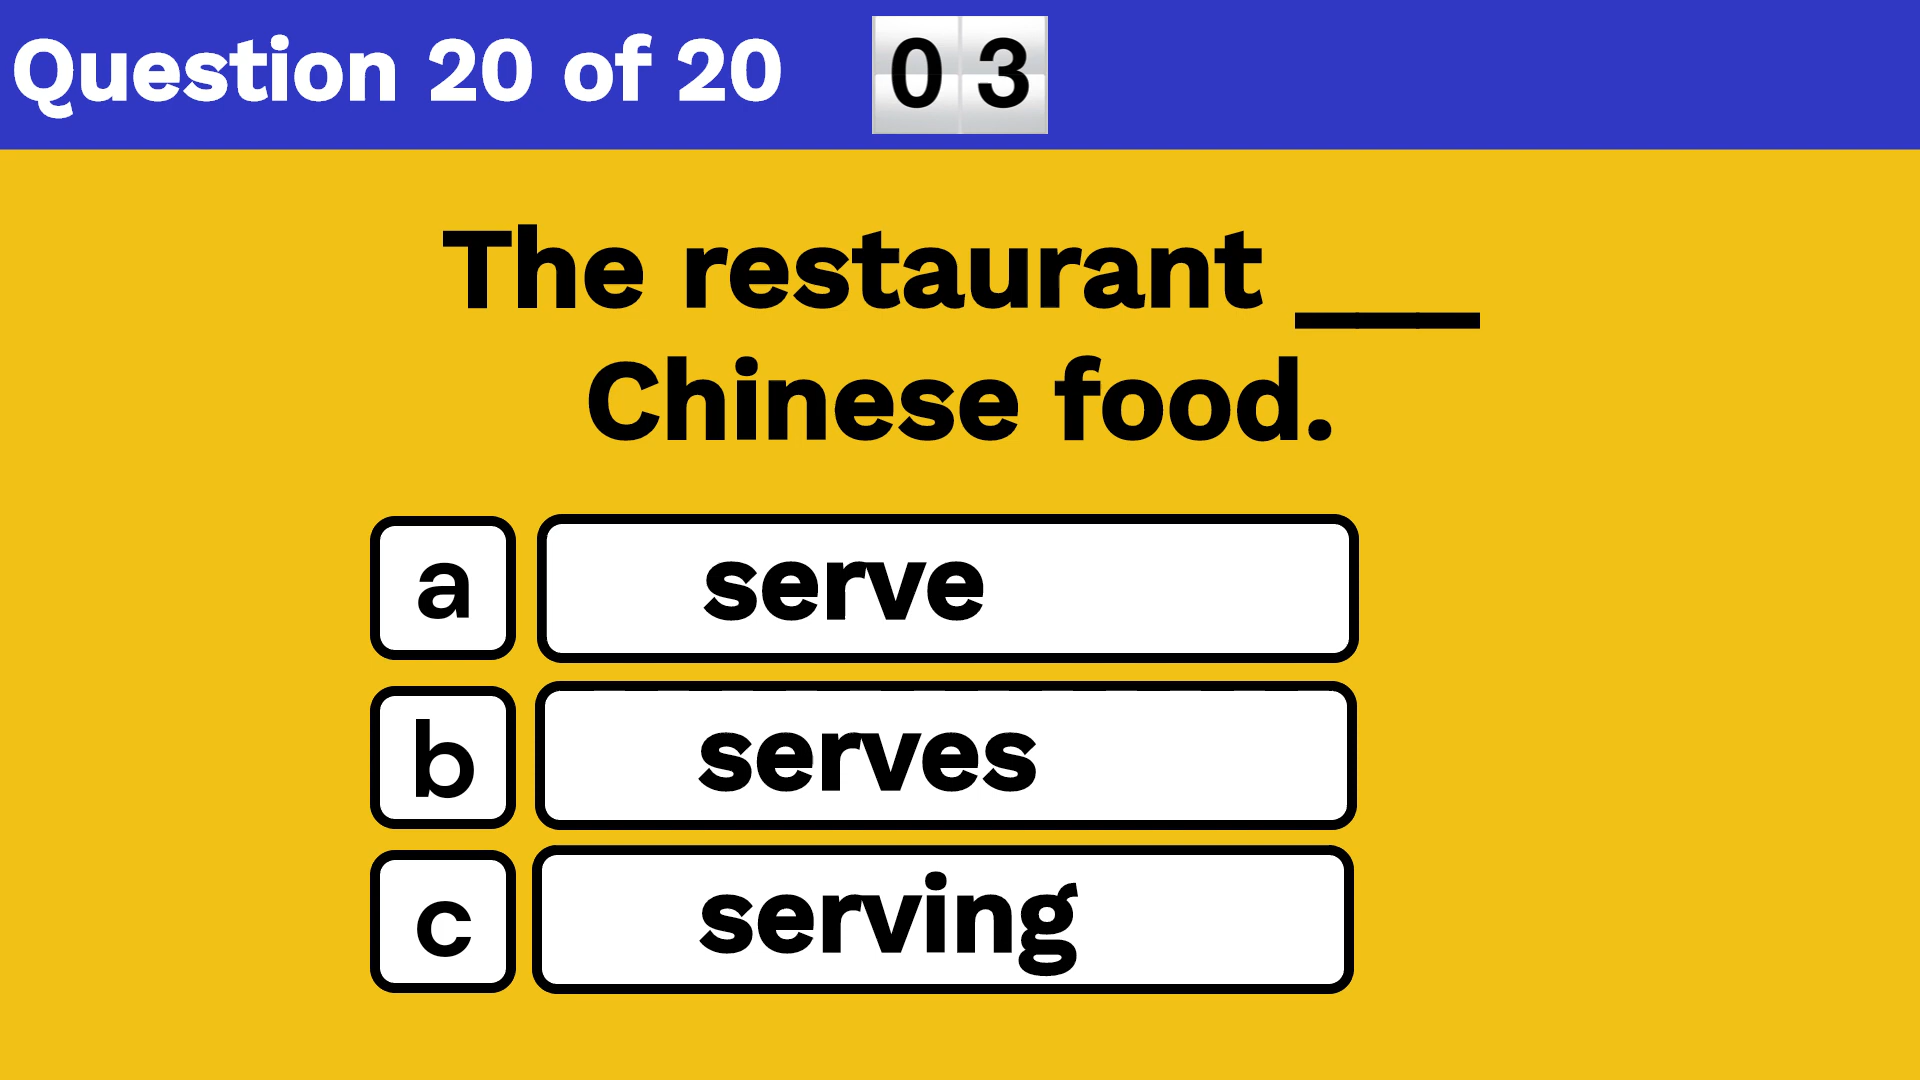 Question 20 of 20
03
The restaurant ___
Chinese food.
a serve
b serves
c serving